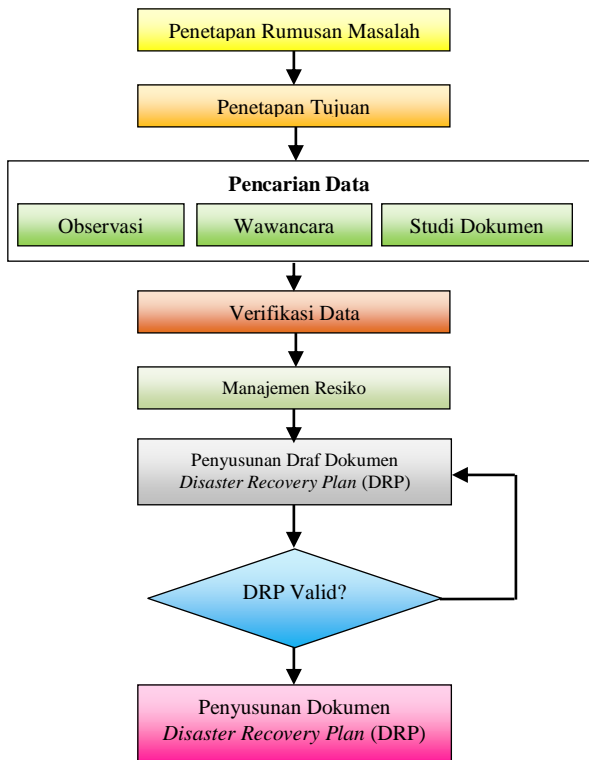 Penetapan Rumusan Masalah
Penetapan Tujuan
Pencarian Data
Observasi
Wawancara
Studi Dokumen
Verifikasi Data
Manajemen Resiko
Penyusunan Draf Dokumen
Disaster Recovery Plan (DRP)
DRP Valid?
Penyusunan Dokumen
Disaster Recovery Plan (DRP)